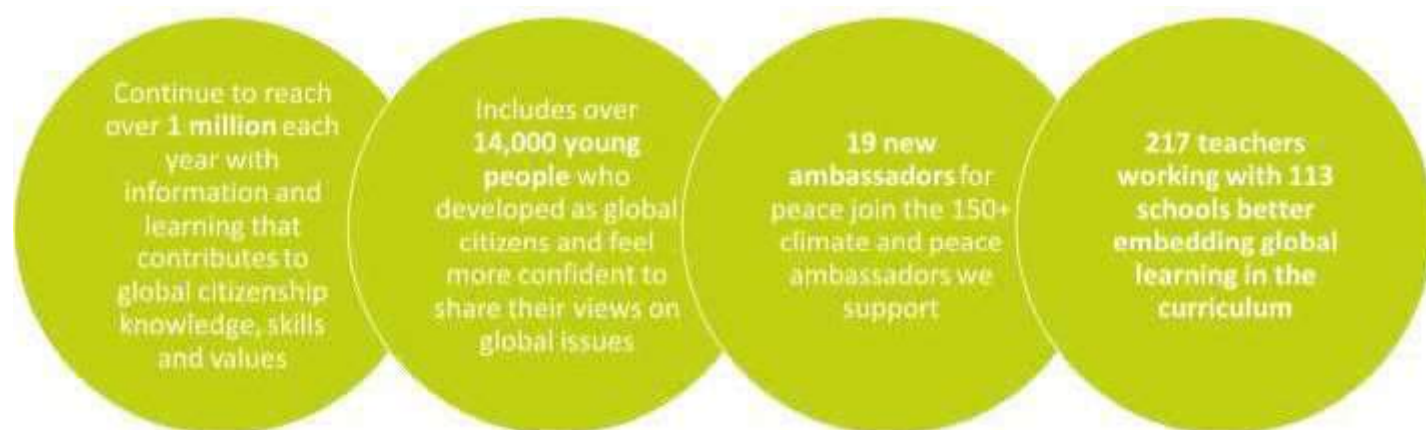 Continue to reach
over 1 million each
year with
information and
learning that
contributes to
global citizenship
knowledge, skills
and values
Includes over
14,000 young
people who
developed as global
citizens and feel
more confident to
share their views on
global issues
19 new
ambassadors for
peace join the 150+
climate and peace
ambassadors we
support
217 teachers
working with 113
schools better
embedding global
learning in the
curriculum